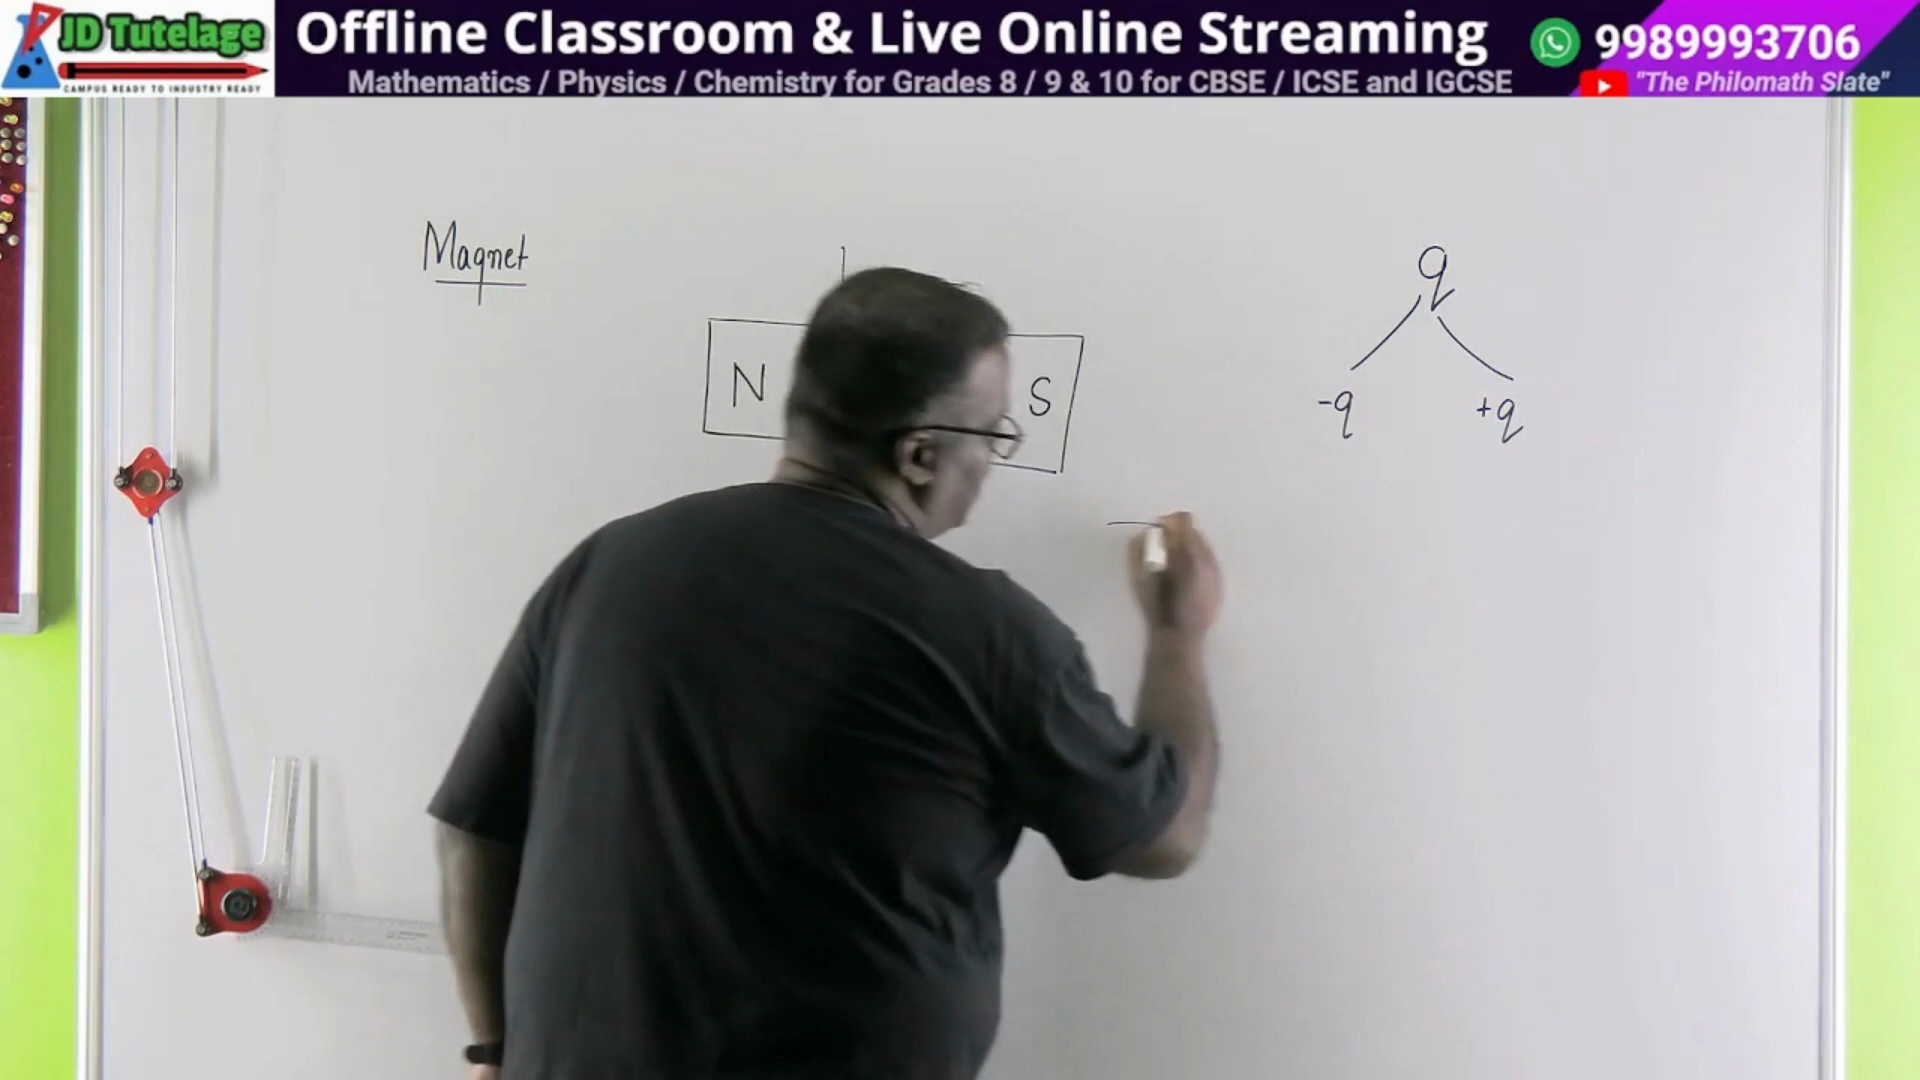 JD Tutelage
CAMPUS READY TO INDUSTRY READY
Offline Classroom & Live Online Streaming
Mathematics / Physics / Chemistry for Grades 8 / 9 & 10 for CBSE / ICSE and IGCSE
9989993706
"The Philomath Slate"
Magnet
N
S
q
-q
+q